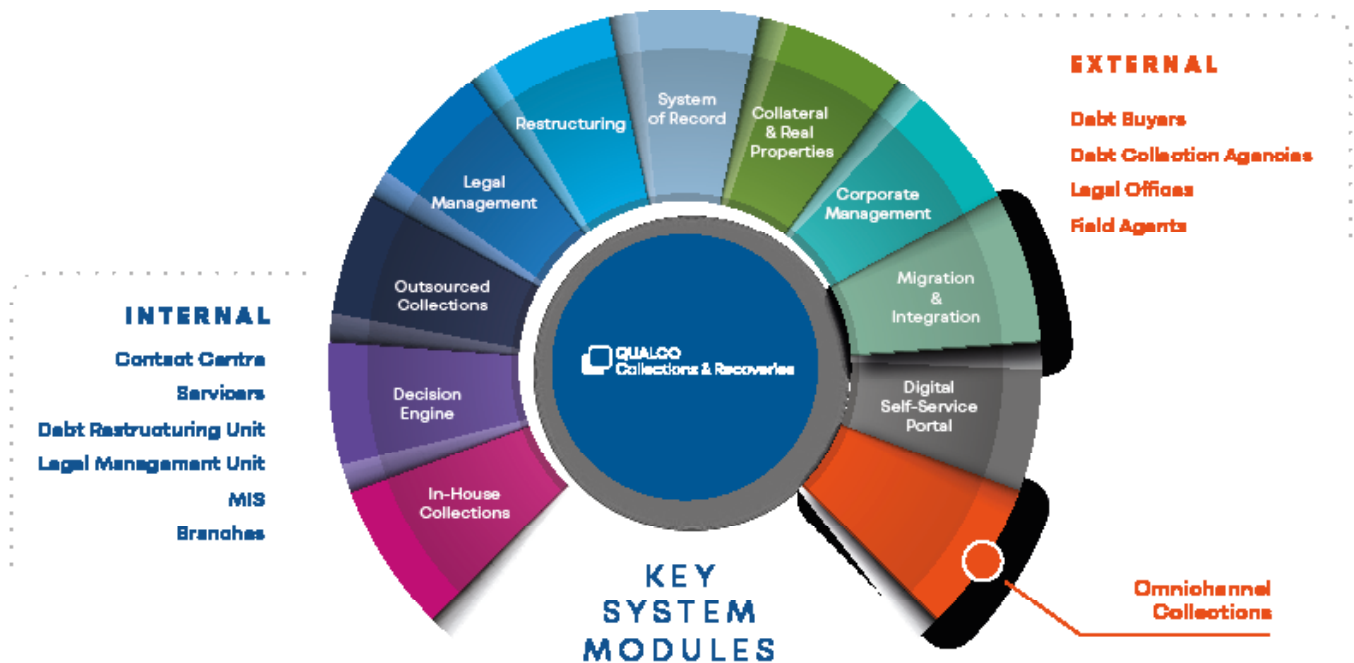 EXTERNAL
Debt Buyers
Debt Collection Agencies
Legal Offices
Field Agents
INTERNAL
Contact Centre
Servicers
Debt Restructuring Unit
Legal Management Unit
MIS
Branches
In-House
Collections
Decision
Engine
Outsourced
Collections
Legal
Management
Restructuring
System
of Record
Collateral
& Real
Properties
Corporate
Management
Migration
&
Integration
Digital
Self-Service
Portal
Omnichannel
Collections
QUALCO
Collections & Recoveries
KEY
SYSTEM
MODULES